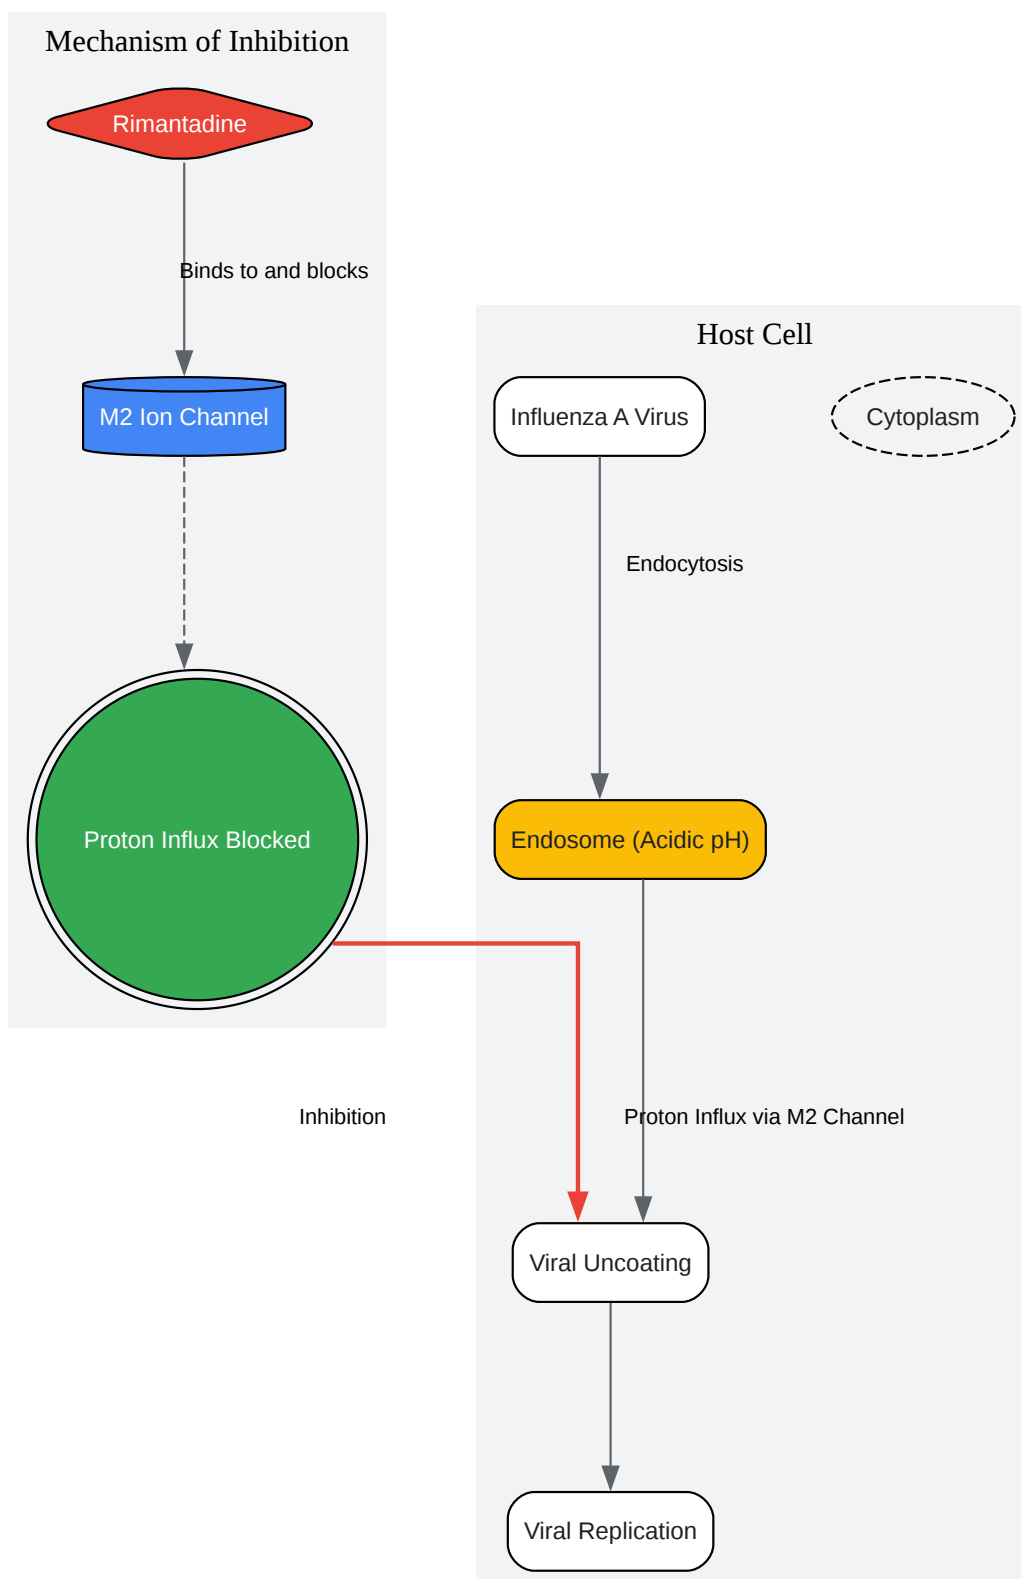 Mechanism of Inhibition
Rimantadine
Binds to and blocks
M2 Ion Channel
Proton Influx Blocked
Inhibition
Host Cell
Influenza A Virus
Cytoplasm
Endocytosis
Endosome (Acidic pH)
Proton Influx via M2 Channel
Viral Uncoating
Viral Replication